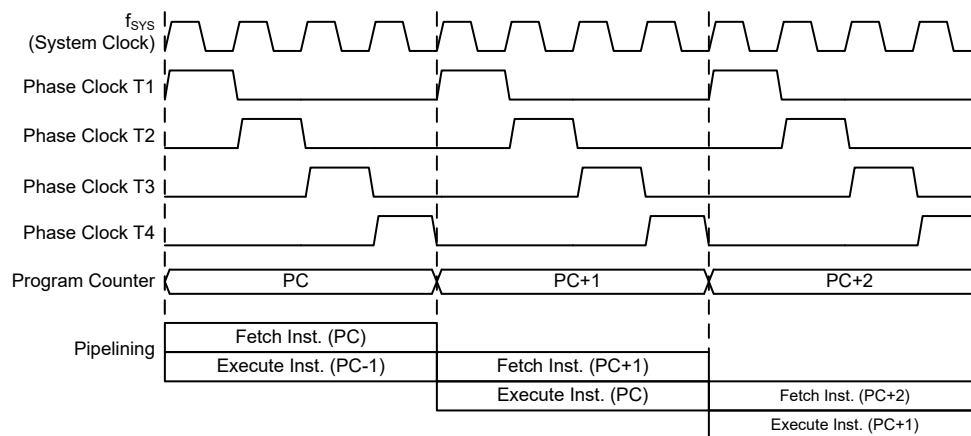 fSYS
(System Clock)
Phase Clock T1
Phase Clock T2
Phase Clock T3
Phase Clock T4
Program Counter PC PC+1 PC+2
Pipelining
Fetch Inst. (PC)
Execute Inst. (PC-1) Fetch Inst. (PC+1)
Execute Inst. (PC) Fetch Inst. (PC+2)
Execute Inst. (PC+1)